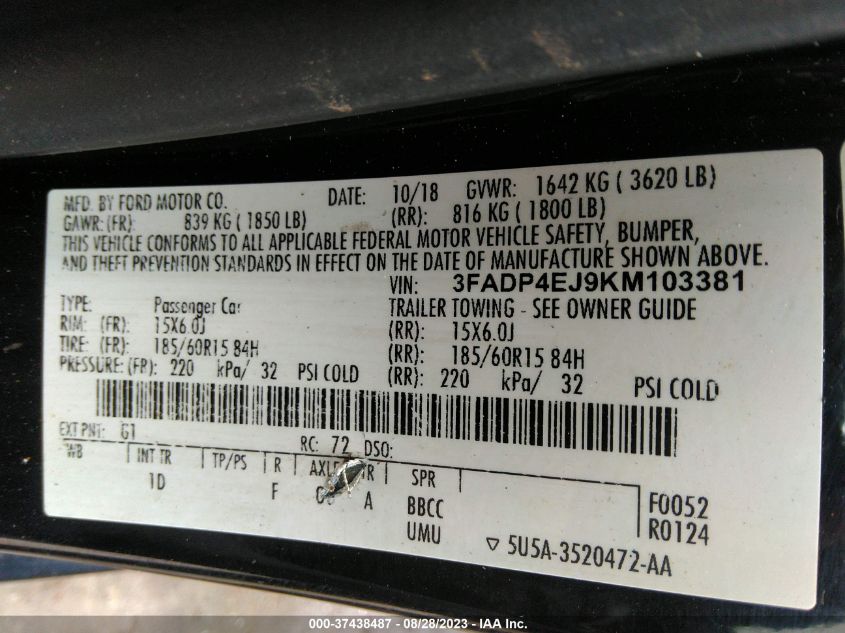 MFD. BY FORD MOTOR CO. DATE: 10/18 GVWR: 1642 KG ( 3620 LB)
GAWR: (FR): 839 KG ( 1850 LB) (RR): 816 KG ( 1800 LB)
THIS VEHICLE CONFORMS TO ALL APPLICABLE FEDERAL MOTOR VEHICLE SAFETY, BUMPER,
AND THEFT PREVENTION STANDARDS IN EFFECT ON THE DATE OF MANUFACTURE SHOWN ABOVE.
VIN: 3FADP4EJ9KM103381
TYPE: Passenger Car TRAILER TOWING - SEE OWNER GUIDE
RIM: (FR): 15X6.0J (RR): 15X6.0J
TIRE: (FR): 185/60R15 84H (RR): 185/60R15 84H
PRESSURE: (FR): 220 kPa/ 32 PSI COLD (RR): 220 kPa/ 32 PSI COLD
EXT PNT: G1 RC: 72 DSO:
WB INT TR TP/PS R AXLE TR SPR
1D F A BBCC F0052
UMU R0124
5U5A-3520472-AA
000-37438487 - 08/28/2023 - IAA Inc.